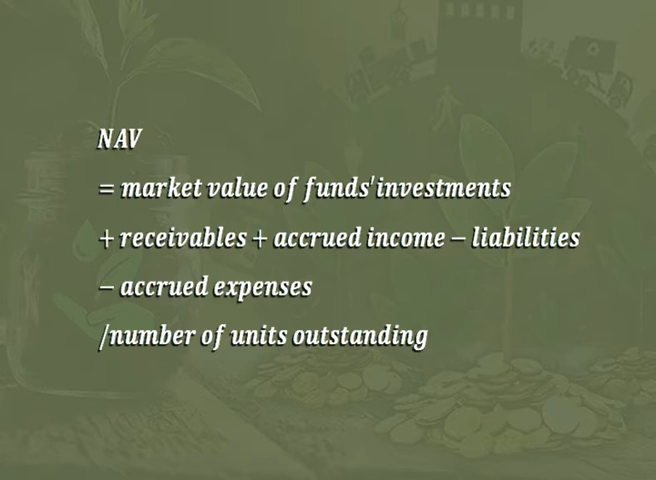 NAV
= market value of funds'investments
+ receivables + accrued income − liabilities
− accrued expenses
/number of units outstanding